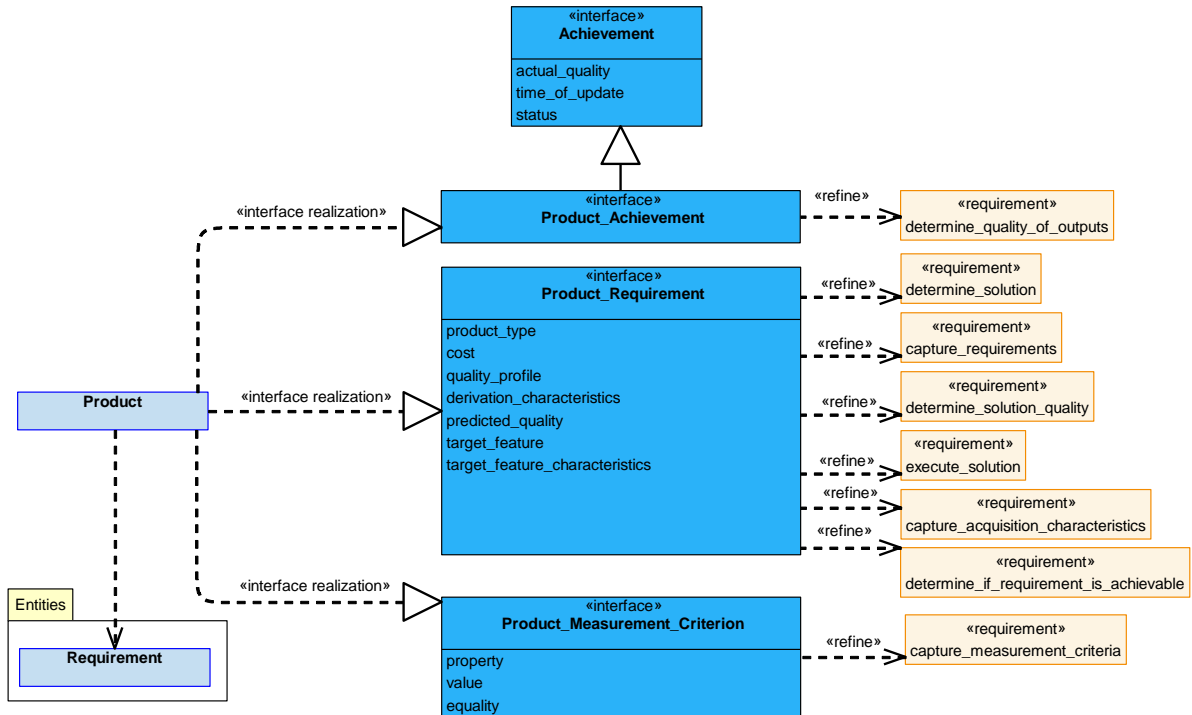 «interface»
Achievement
actual_quality
time_of_update
status
«interface realization»
«interface»
Product_Achievement
«refine»
«requirement»
determine_quality_of_outputs
«interface»
Product_Requirement
product_type
cost
quality_profile
derivation_characteristics
predicted_quality
target_feature
target_feature_characteristics
«refine»
«requirement»
determine_solution
«refine»
«requirement»
capture_requirements
«refine»
«requirement»
determine_solution_quality
«refine»
«requirement»
execute_solution
«refine»
«requirement»
capture_acquisition_characteristics
«refine»
«requirement»
determine_if_requirement_is_achievable
Product
«interface realization»
«interface realization»
Entities
Requirement
«interface»
Product_Measurement_Criterion
property
value
equality
«refine»
«requirement»
capture_measurement_criteria